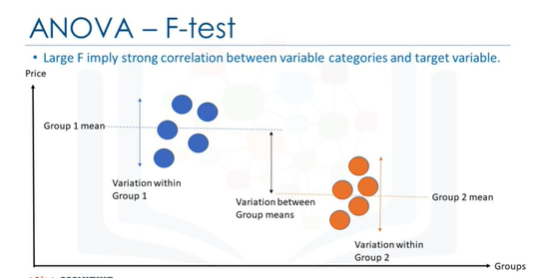 ANOVA – F-test
• Large F imply strong correlation between variable categories and target variable.
Price
Group 1 mean
Variation within
Group 1
Variation between
Group means
Group 2 mean
Variation within
Group 2
Groups